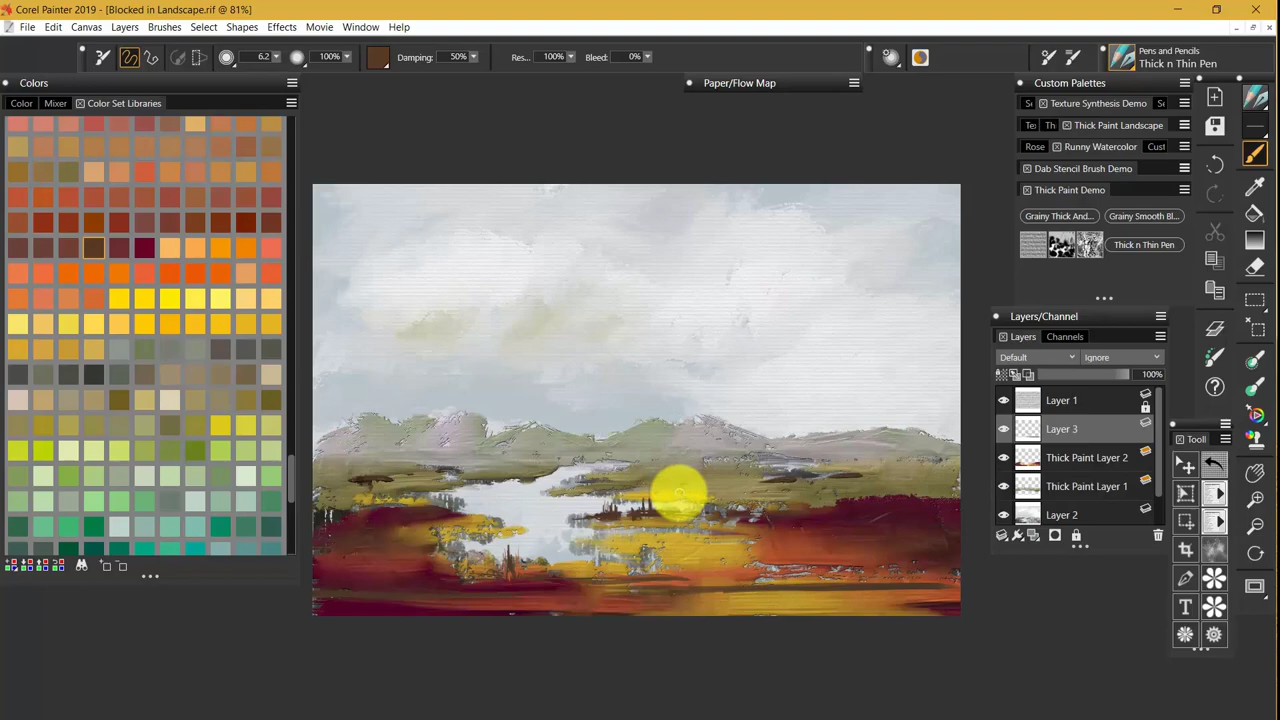 Corel Painter 2019 - [Blocked in Landscape.rif @ 81%]
File Edit Canvas Layers Brushes Select Shapes Effects Movie Window Help
6.2 100% Damping: 50% Res... 100% Bleed: 0%
Pens and Pencils
Thick n Thin Pen
Colors
Color Mixer Color Set Libraries
Paper/Flow Map
Custom Palettes
Texture Synthesis Demo
Thick Paint Landscape
Rose Runny Watercolor Cust
Dab Stencil Brush Demo
Thick Paint Demo
Grainy Thick And... Grainy Smooth Bl...
Thick n Thin Pen
Layers/Channel
Layers Channels
Default Ignore
100%
Layer 1
Layer 3
Thick Paint Layer 2
Thick Paint Layer 1
Layer 2
Tooll